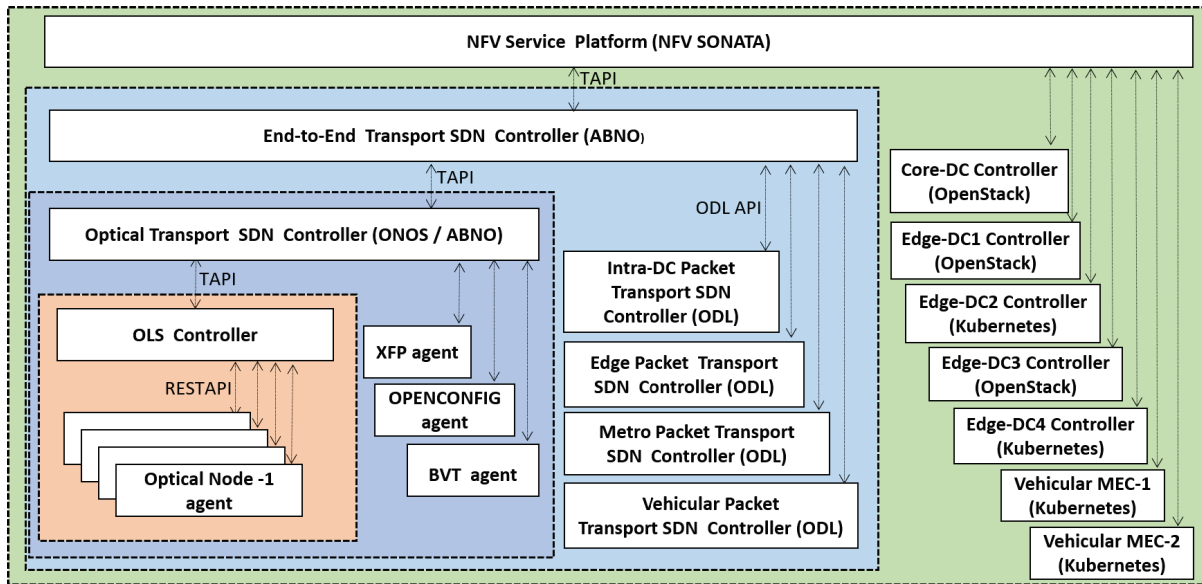 NFV Service Platform (NFV SONATA)
TAPI
End-to-End Transport SDN Controller (ABNO)
TAPI
ODL API
Optical Transport SDN Controller (ONOS / ABNO)
TAPI
OLS Controller
RESTAPI
Optical Node -1
agent
XFP agent
OPENCONFIG
agent
BVT agent
Intra-DC Packet
Transport SDN
Controller (ODL)
Edge Packet Transport
SDN Controller (ODL)
Metro Packet Transport
SDN Controller (ODL)
Vehicular Packet
Transport SDN Controller (ODL)
Core-DC Controller
(OpenStack)
Edge-DC1 Controller
(OpenStack)
Edge-DC2 Controller
(Kubernetes)
Edge-DC3 Controller
(OpenStack)
Edge-DC4 Controller
(Kubernetes)
Vehicular MEC-1
(Kubernetes)
Vehicular MEC-2
(Kubernetes)